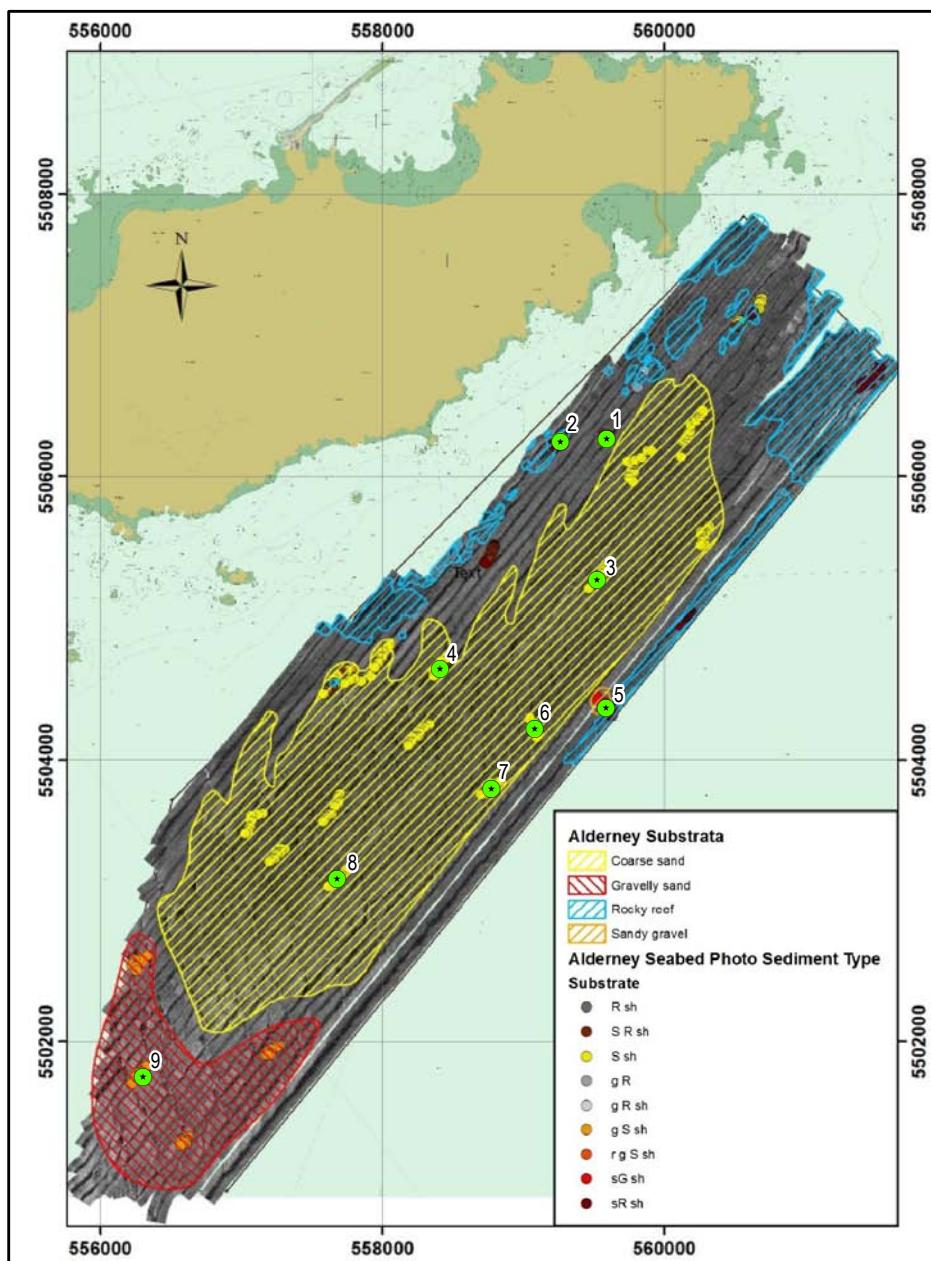 556000 558000 560000
5508000 5508000
N
2 1
5506000 5506000
Text
3
4
5
6
5504000 5504000
7
8
Alderney Substrata
Coarse sand
Gravelly sand
Rocky reef
Sandy gravel
Alderney Seabed Photo Sediment Type
Substrate
R sh
S R sh
S sh
g R
g R sh
g S sh
r g S sh
sG sh
sR sh
5502000 5502000
9
556000 558000 560000